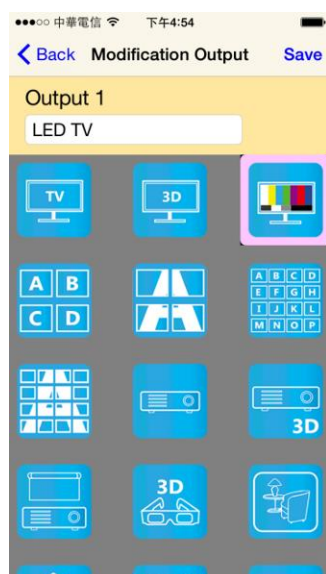 中華電信 下午4:54
Back Modification Output Save
Output 1
LED TV
TV 3D
A B
C D
A B C D
E F G H
I J K L
M N O P
3D
3D